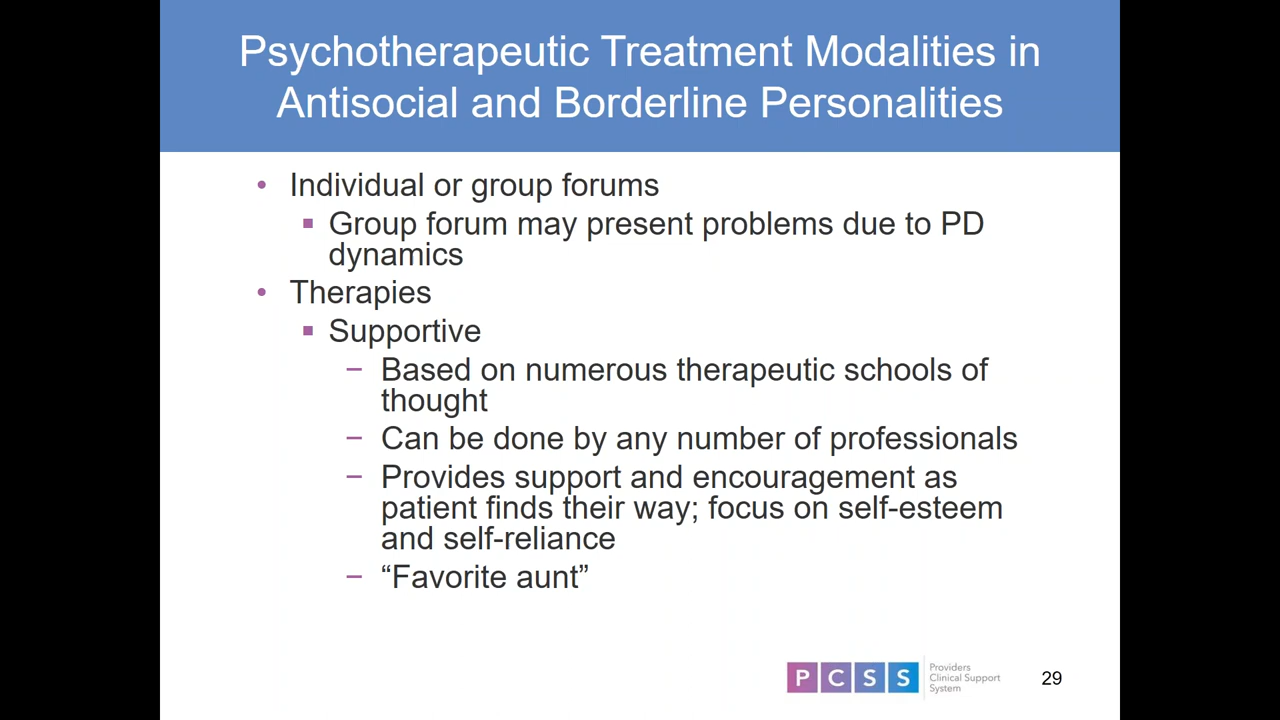 Psychotherapeutic Treatment Modalities in
Antisocial and Borderline Personalities
• Individual or group forums
▪ Group forum may present problems due to PD
dynamics
• Therapies
▪ Supportive
– Based on numerous therapeutic schools of
thought
– Can be done by any number of professionals
– Provides support and encouragement as
patient finds their way; focus on self-esteem
and self-reliance
– “Favorite aunt”
PCSS
Providers
Clinical Support
System
29